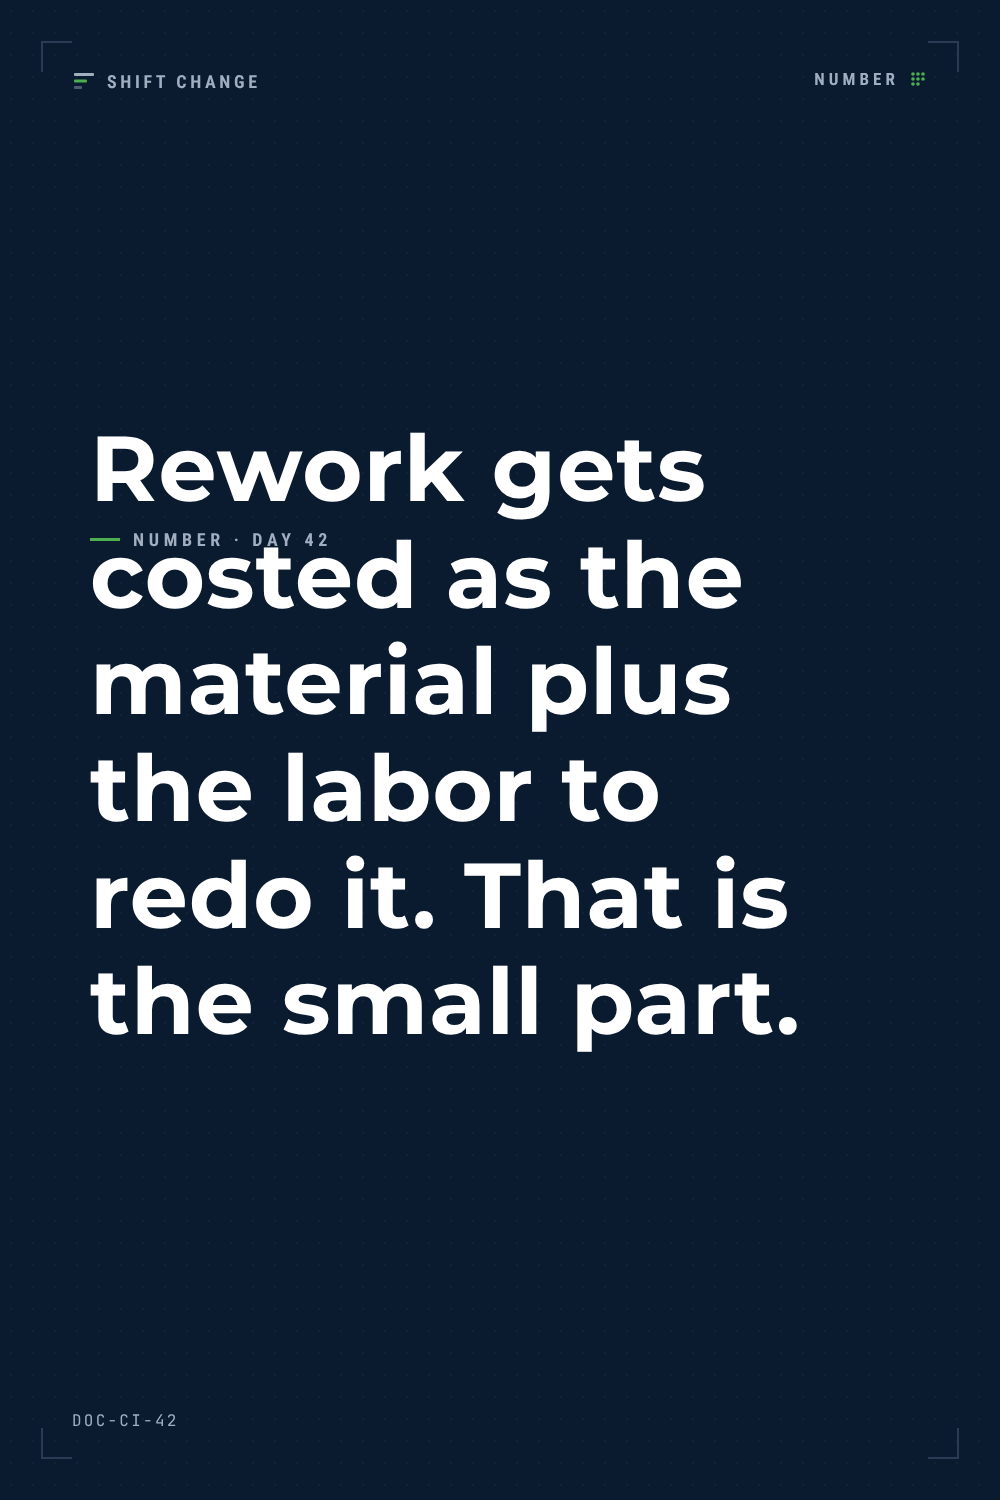 SHIFT CHANGE
NUMBER
Rework gets
NUMBER · DAY 42
costed as the
material plus
the labor to
redo it. That is
the small part.
DOC-CI-42